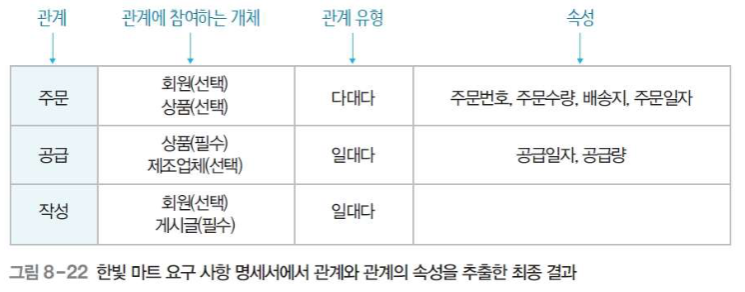 관계 관계에 참여하는 개체 관계 유형 속성
주문 회원(선택) 상품(선택) 다대다 주문번호, 주문수량, 배송지, 주문일자
공급 상품(필수) 제조업체(선택) 일대다 공급일자, 공급량
작성 회원(선택) 게시글(필수) 일대다
그림 8-22 한빛 마트 요구 사항 명세서에서 관계와 관계의 속성을 추출한 최종 결과